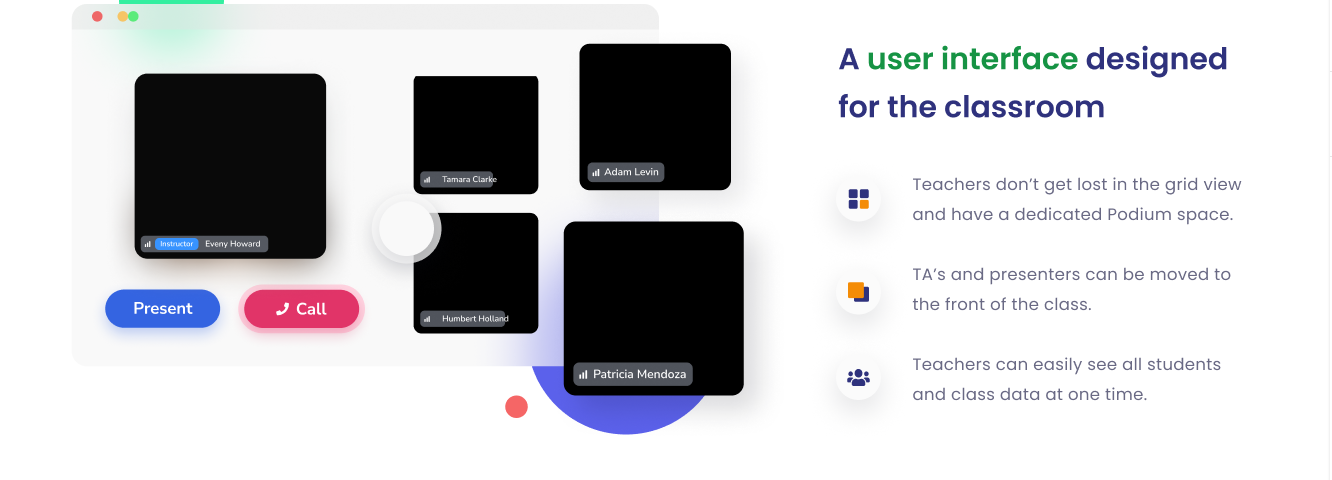 Instructor Eveny Howard
Present
Call
Tamara Clarke
Humbert Holland
Adam Levin
Patricia Mendoza
A user interface designed
for the classroom
Teachers don’t get lost in the grid view
and have a dedicated Podium space.
TA’s and presenters can be moved to
the front of the class.
Teachers can easily see all students
and class data at one time.